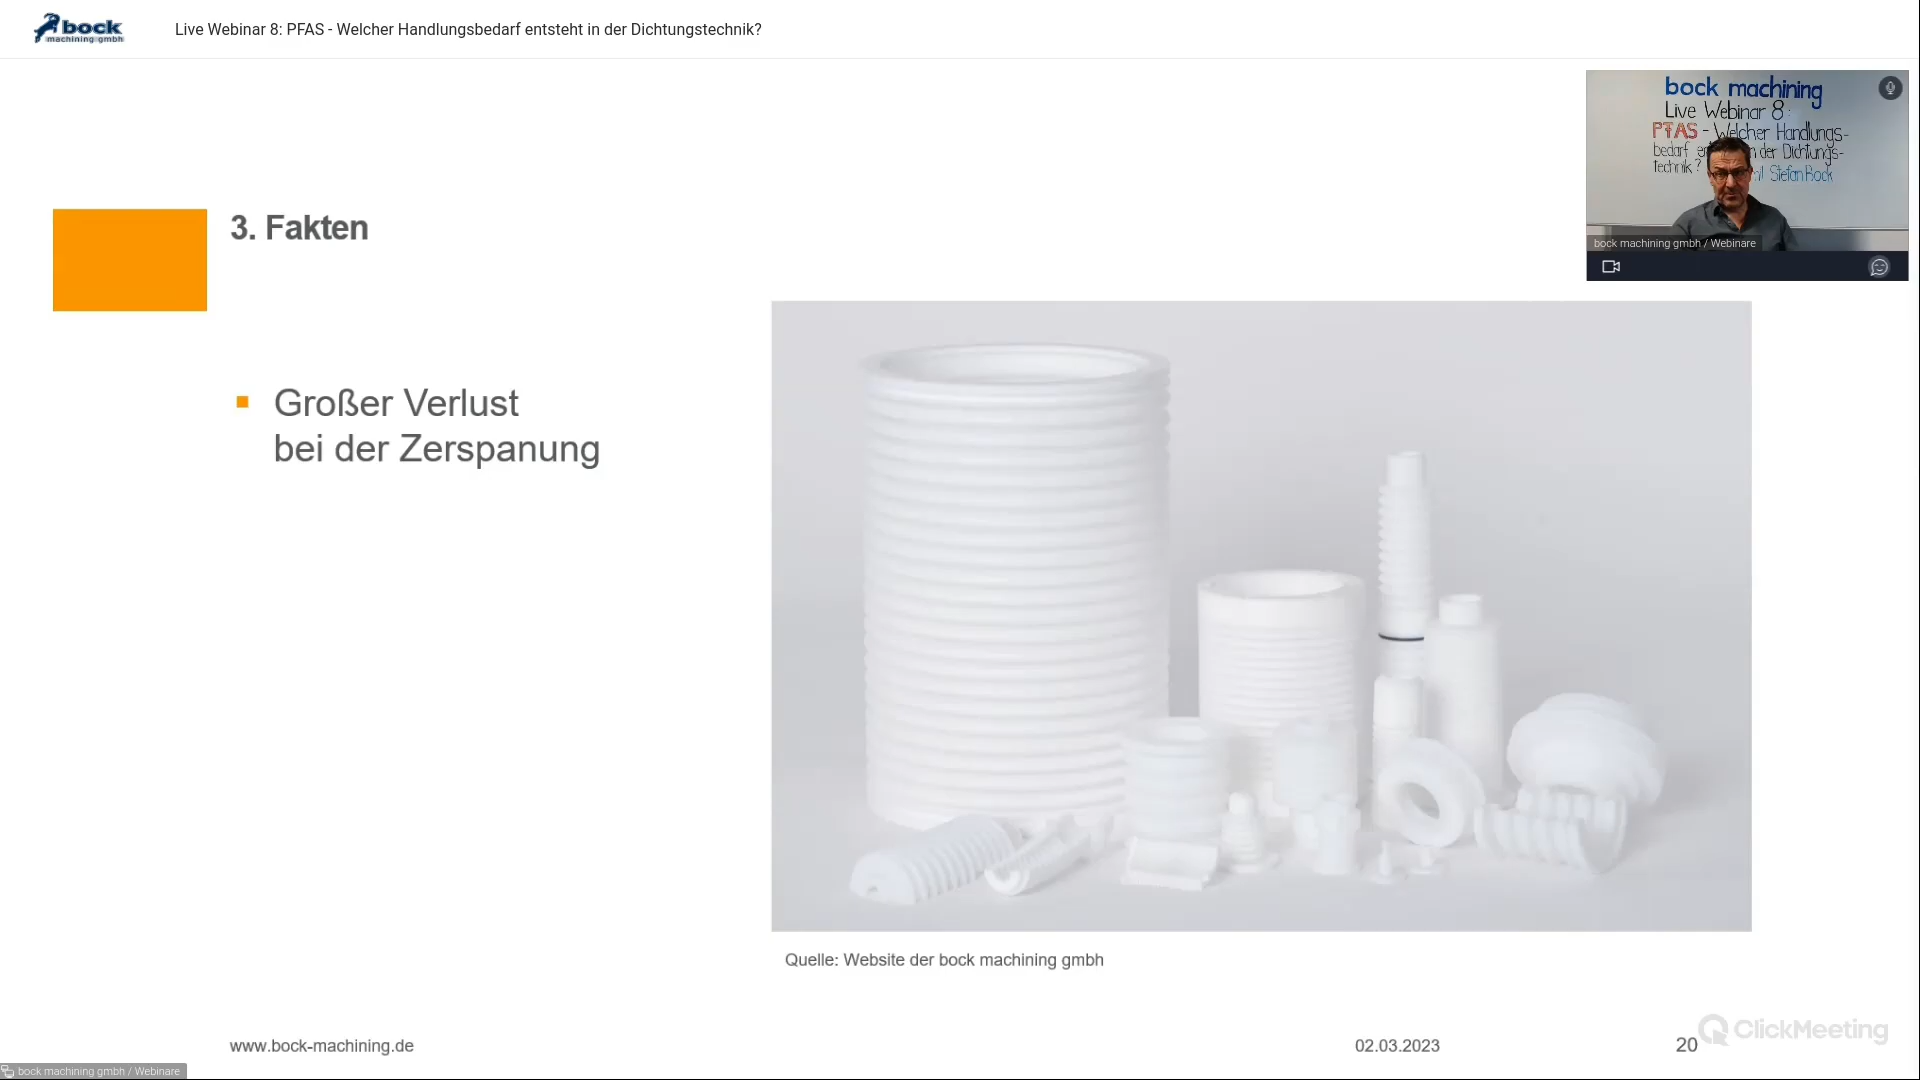 bock
machining gmbh
Live Webinar 8: PFAS - Welcher Handlungsbedarf entsteht in der Dichtungstechnik?
bock machining
Live Webinar 8:
PFAS - Welcher Handlungs-
bedarf der Dichtungs-
technik? mit Stefan Bock
bock machining gmbh / Webinare
3. Fakten
Großer Verlust
bei der Zerspanung
Quelle: Website der bock machining gmbh
www.bock-machining.de
02.03.2023
20
ClickMeeting
bock machining gmbh / Webinare